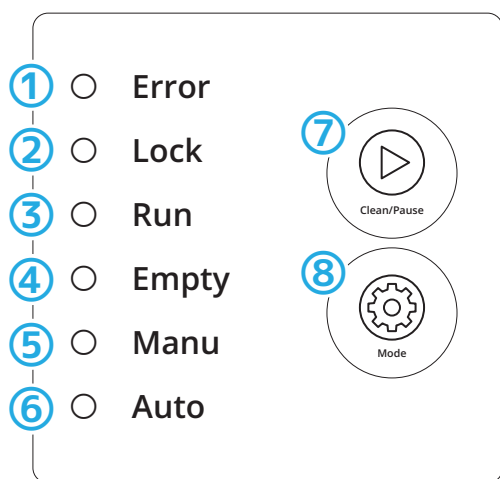 ① Error
② Lock
③ Run
④ Empty
⑤ Manu
⑥ Auto
⑦
Clean/Pause
⑧
Mode